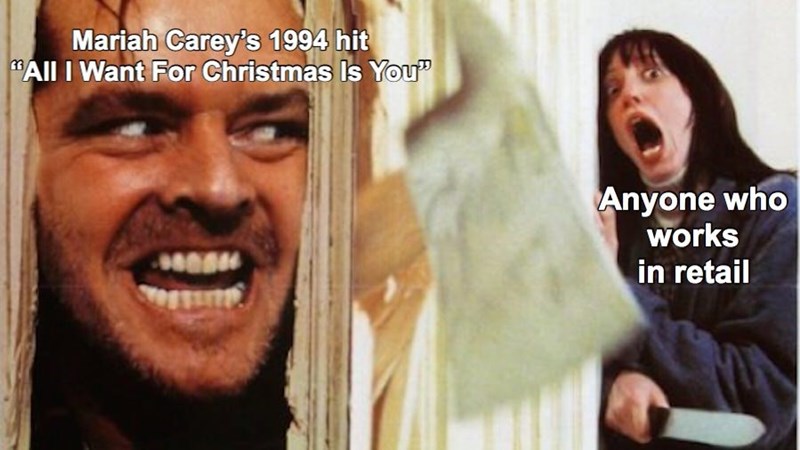 Mariah Carey’s 1994 hit
“All I Want For Christmas Is You”
Anyone who
works
in retail